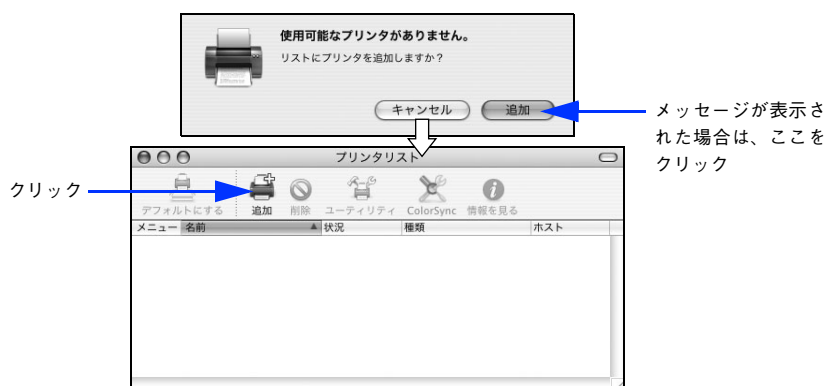 使用可能なプリンタがありません。
リストにプリンタを追加しますか?
キャンセル
追加
メッセージが表示さ
れた場合は、ここを
クリック
クリック
プリンタリスト
デフォルトにする
追加
削除
ユーティリティ
ColorSync
情報を見る
メニュー
名前
状況
種類
ホスト